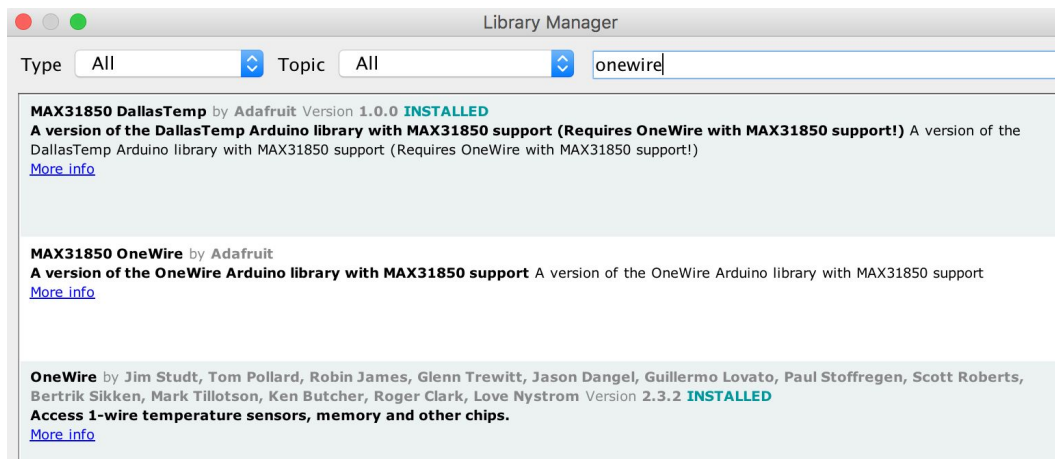 Library Manager
Type All Topic All onewire
MAX31850 DallasTemp by Adafruit Version 1.0.0 INSTALLED
A version of the DallasTemp Arduino library with MAX31850 support (Requires OneWire with MAX31850 support!) A version of the
DallasTemp Arduino library with MAX31850 support (Requires OneWire with MAX31850 support!)
More info
MAX31850 OneWire by Adafruit
A version of the OneWire Arduino library with MAX31850 support A version of the OneWire Arduino library with MAX31850 support
More info
OneWire by Jim Studt, Tom Pollard, Robin James, Glenn Trewitt, Jason Dangel, Guillermo Lovato, Paul Stoffregen, Scott Roberts,
Bertrik Sikken, Mark Tillotson, Ken Butcher, Roger Clark, Love Nystrom Version 2.3.2 INSTALLED
Access 1-wire temperature sensors, memory and other chips.
More info